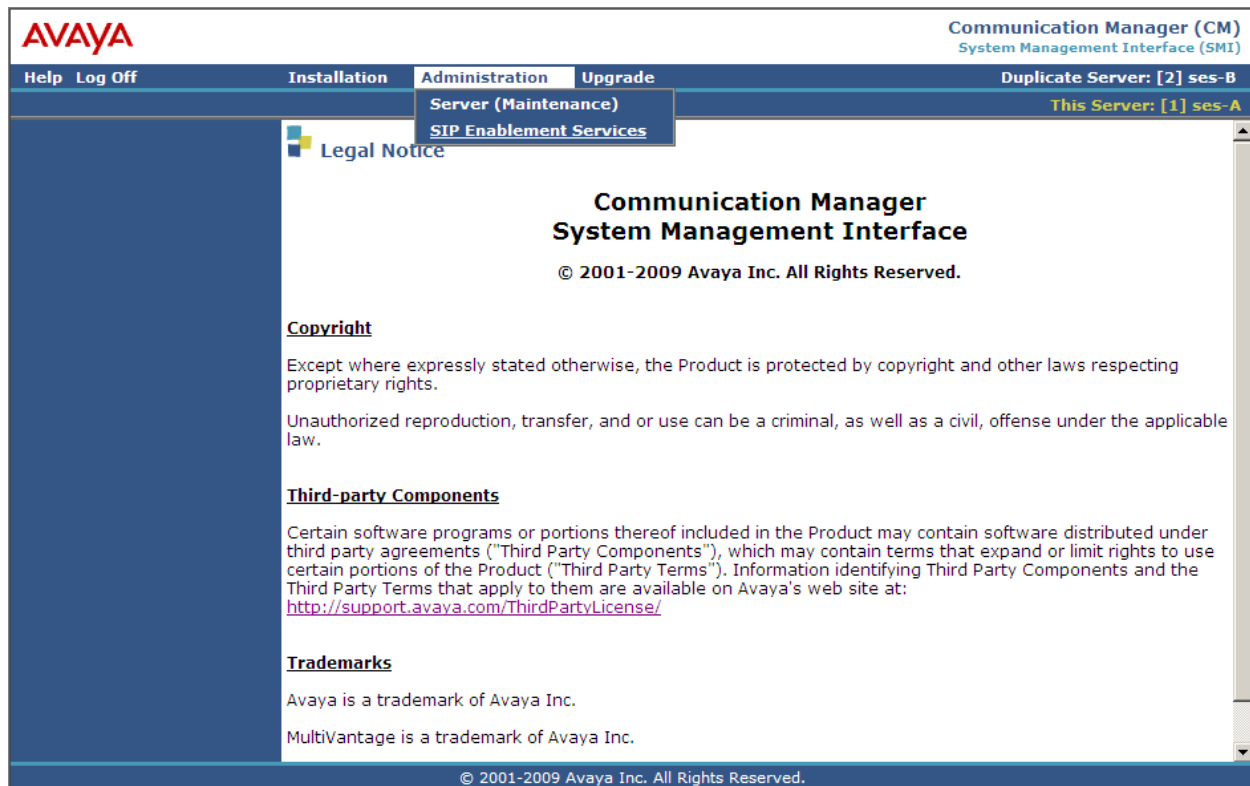 AVAYA
Communication Manager (CM)
System Management Interface (SMI)
Help Log Off Installation Administration Upgrade Duplicate Server: [2] ses-B
Server (Maintenance)
This Server: [1] ses-A
SIP Enablement Services
Legal Notice
Communication Manager
System Management Interface
© 2001-2009 Avaya Inc. All Rights Reserved.
Copyright
Except where expressly stated otherwise, the Product is protected by copyright and other laws respecting
proprietary rights.
Unauthorized reproduction, transfer, and or use can be a criminal, as well as a civil, offense under the applicable
law.
Third-party Components
Certain software programs or portions thereof included in the Product may contain software distributed under
third party agreements ("Third Party Components"), which may contain terms that expand or limit rights to use
certain portions of the Product ("Third Party Terms"). Information identifying Third Party Components and the
Third Party Terms that apply to them are available on Avaya's web site at:
http://support.avaya.com/ThirdPartyLicense/
Trademarks
Avaya is a trademark of Avaya Inc.
MultiVantage is a trademark of Avaya Inc.
© 2001-2009 Avaya Inc. All Rights Reserved.